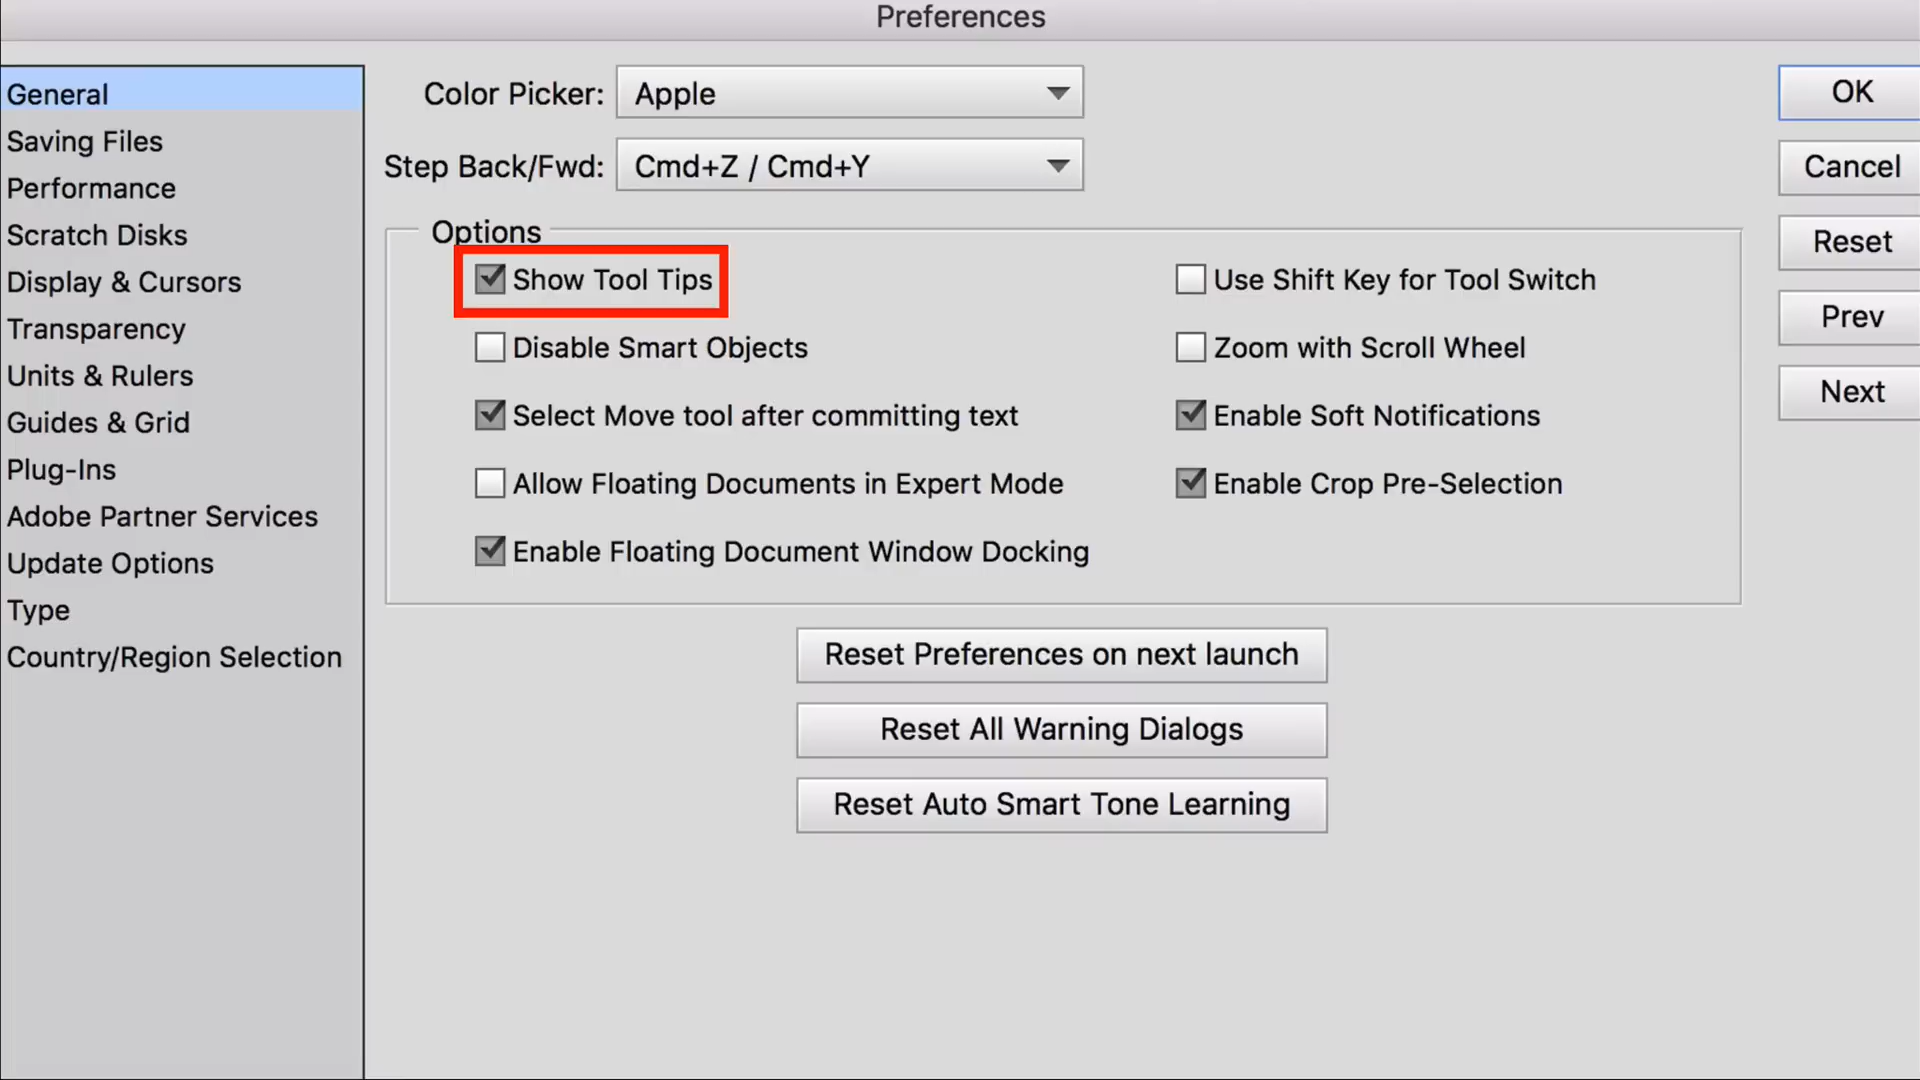 Preferences
General
Saving Files
Performance
Scratch Disks
Display & Cursors
Transparency
Units & Rulers
Guides & Grid
Plug-Ins
Adobe Partner Services
Update Options
Type
Country/Region Selection
Color Picker: Apple
Step Back/Fwd: Cmd+Z / Cmd+Y
Options
Show Tool Tips
Disable Smart Objects
Select Move tool after committing text
Allow Floating Documents in Expert Mode
Enable Floating Document Window Docking
Use Shift Key for Tool Switch
Zoom with Scroll Wheel
Enable Soft Notifications
Enable Crop Pre-Selection
Reset Preferences on next launch
Reset All Warning Dialogs
Reset Auto Smart Tone Learning
OK
Cancel
Reset
Prev
Next